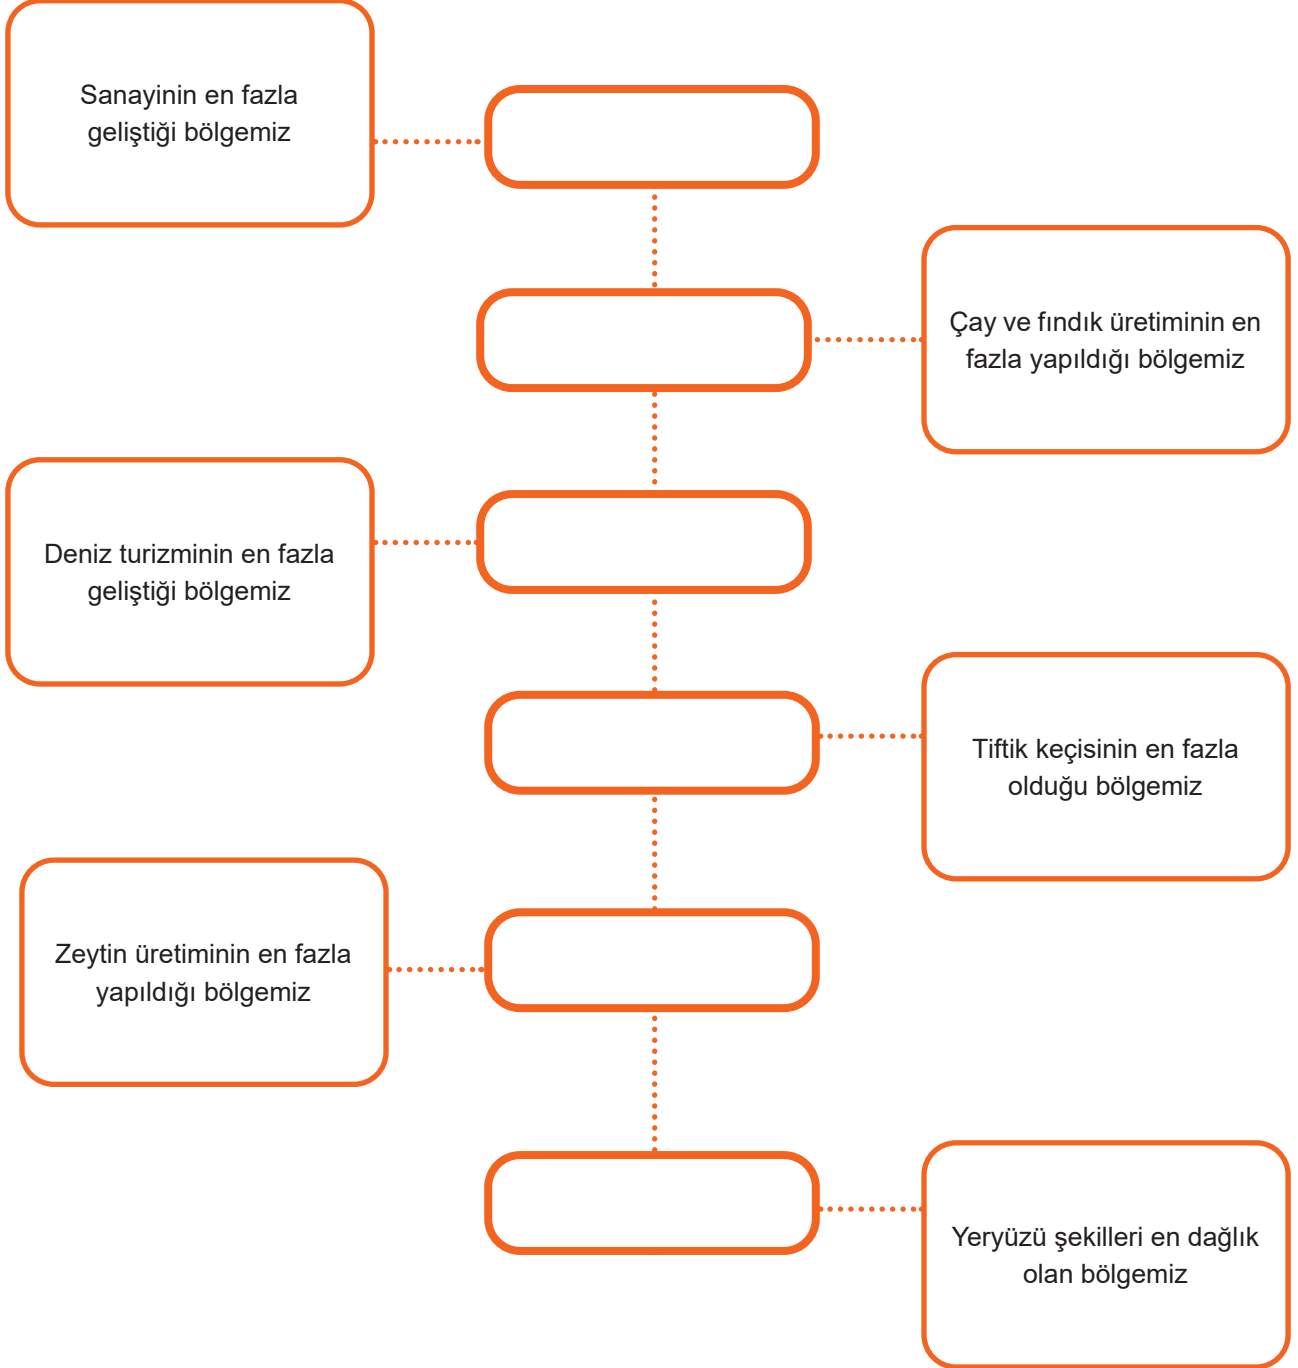 Sanayinin en fazla
geliştiği bölgemiz
Çay ve fındık üretiminin en
fazla yapıldığı bölgemiz
Deniz turizminin en fazla
geliştiği bölgemiz
Tiftik keçisinin en fazla
olduğu bölgemiz
Zeytin üretiminin en fazla
yapıldığı bölgemiz
Yeryüzü şekilleri en dağlık
olan bölgemiz